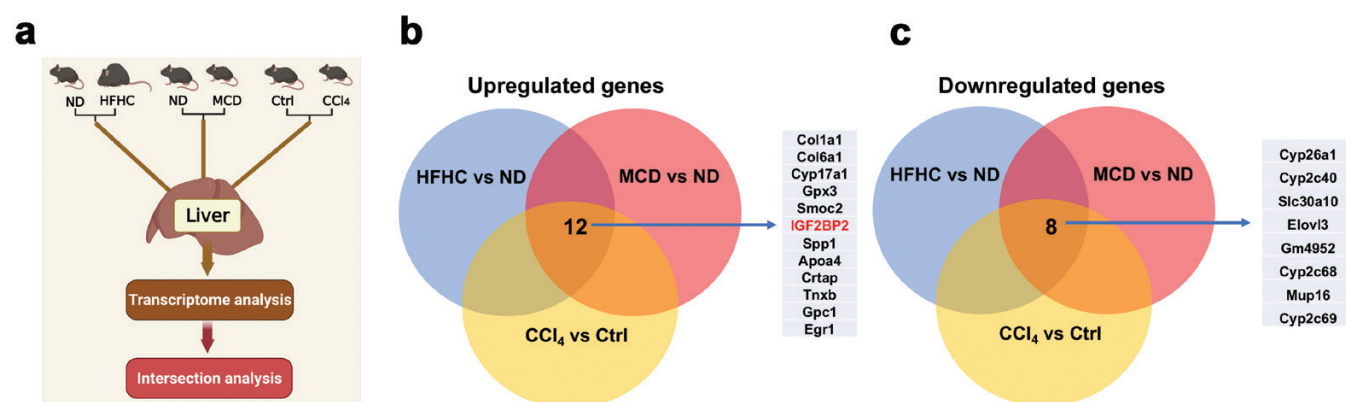 a
ND HFHC ND MCD Ctrl CCl₄
Liver
Transcriptome analysis
Intersection analysis
b
Upregulated genes
HFHC vs ND
MCD vs ND
12
CCl₄ vs Ctrl
Col1a1
Col6a1
Cyp17a1
Gpx3
Smoc2
IGF2BP2
Spp1
Apoa4
Crtap
Tnxb
Gpc1
Egr1
c
Downregulated genes
HFHC vs ND
MCD vs ND
8
CCl₄ vs Ctrl
Cyp26a1
Cyp2c40
Slc30a10
Elovl3
Gm4952
Cyp2c68
Mup16
Cyp2c69